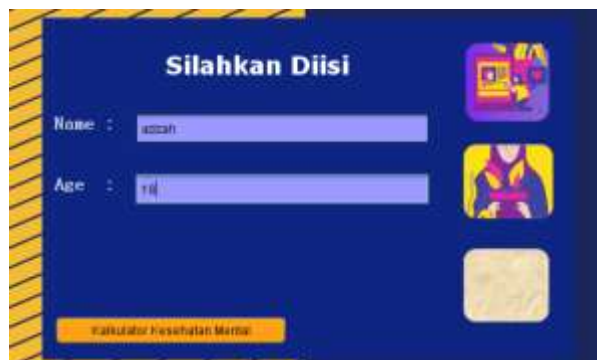 Silahkan Diisi
Name :
Age :
Kalkulator Kesehatan Mental